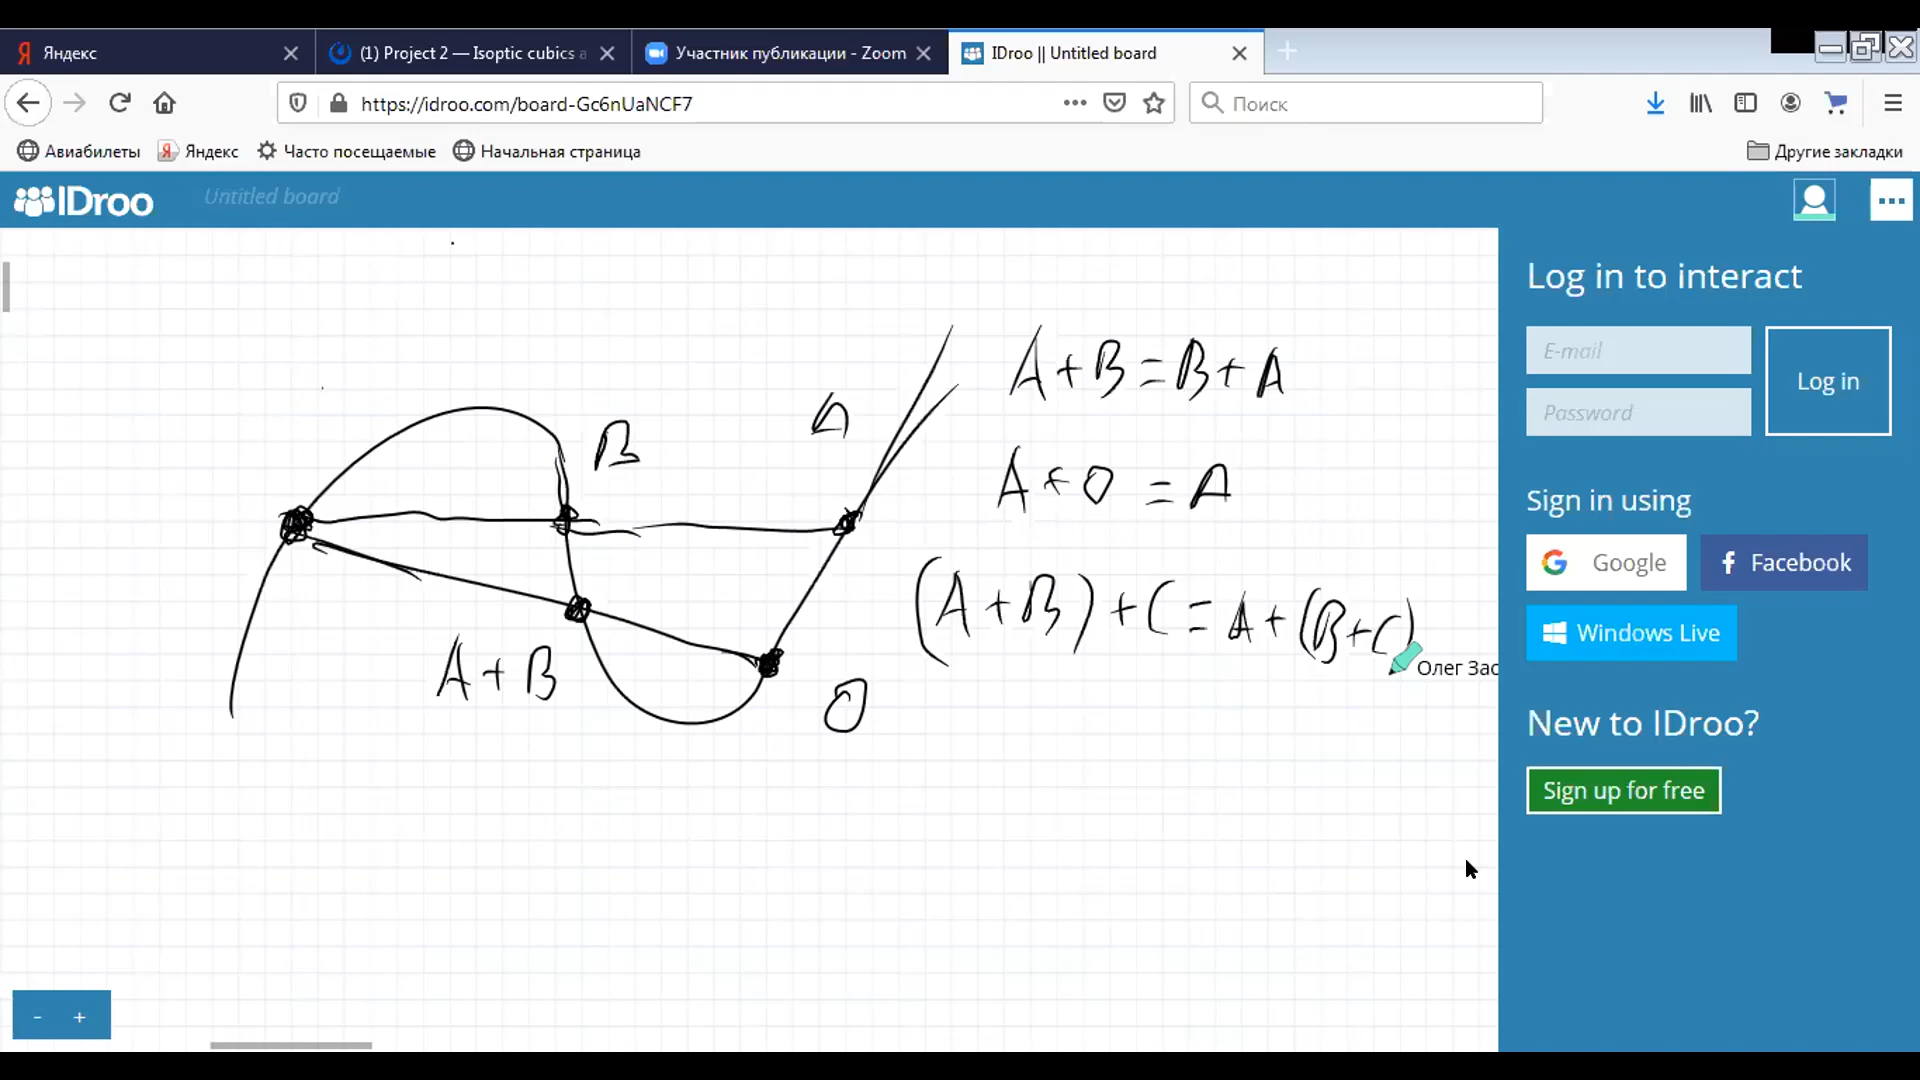 Яндекс
(1) Project 2 — Isoptic cubics a
Участник публикации - Zoom
IDroo || Untitled board
https://idroo.com/board-Gc6nUaNCF7
Поиск
Авиабилеты
Яндекс
Часто посещаемые
Начальная страница
Другие закладки
IDroo
Untitled board
Log in to interact
E-mail
Password
Log in
Sign in using
Google
Facebook
Windows Live
New to IDroo?
Sign up for free
B
A
A+B
O
A+B=B+A
A+O=A
(A+B)+C=A+(B+C)
Олег Зас
- +